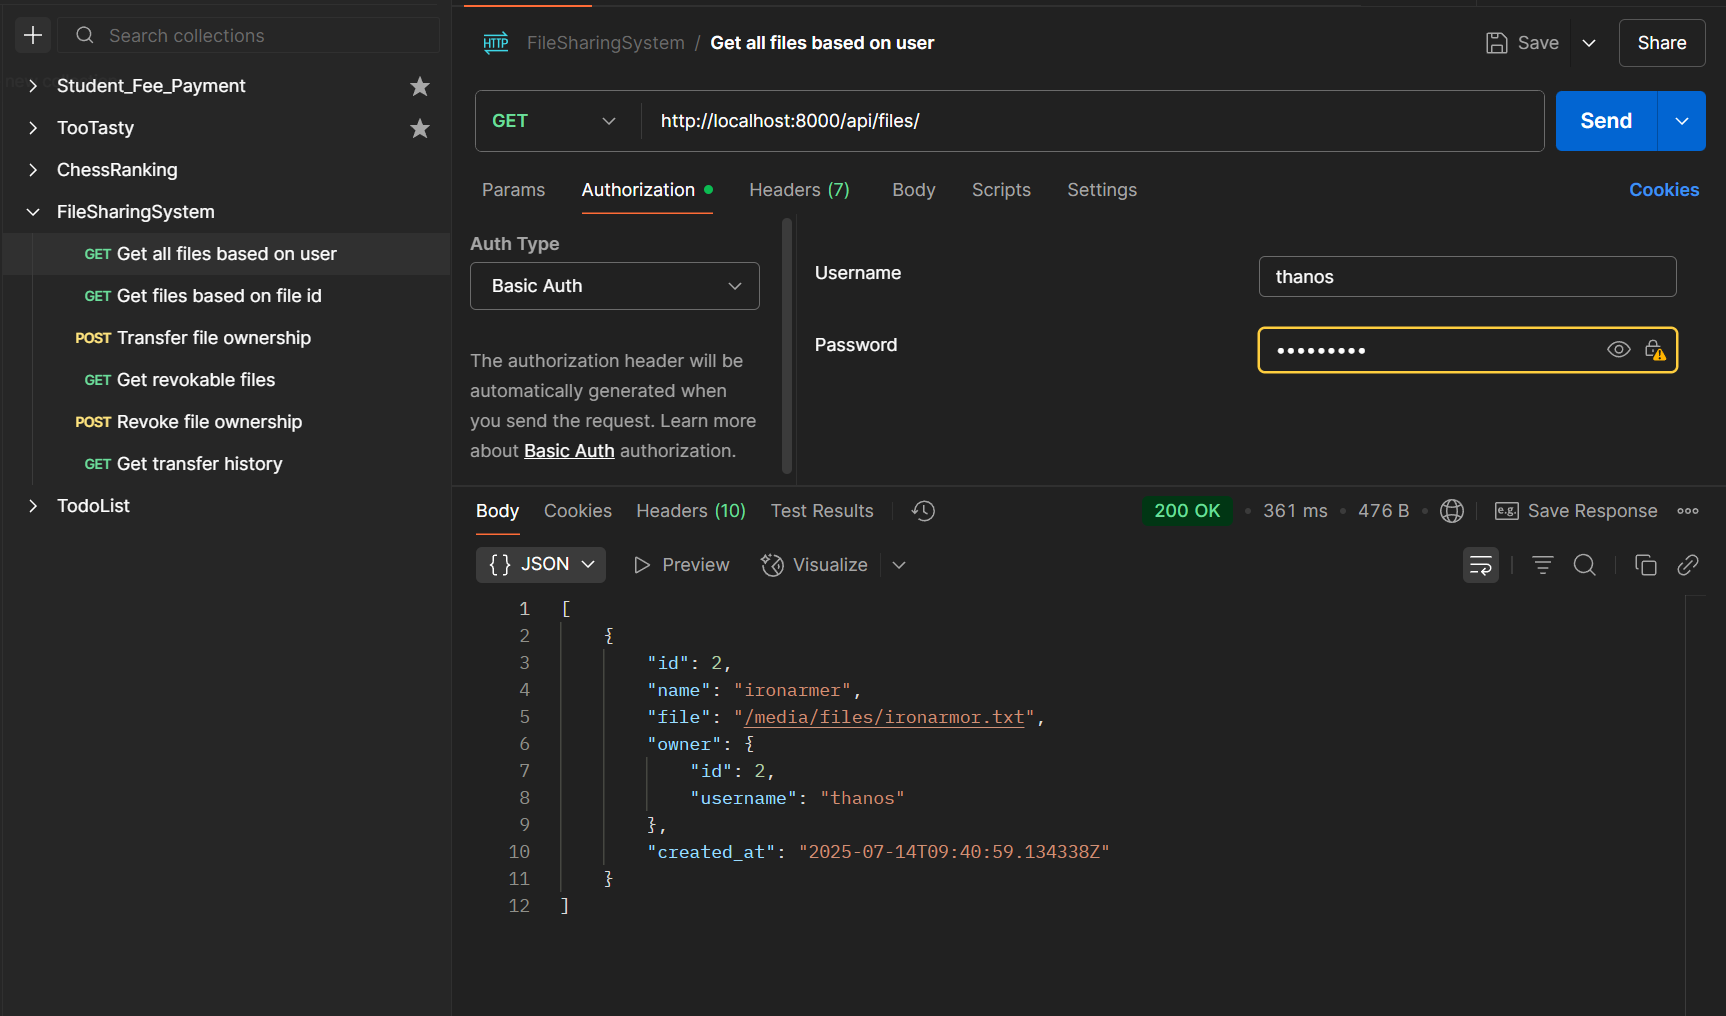 Search collections
Student_Fee_Payment
TooTasty
ChessRanking
FileSharingSystem
GET Get all files based on user
GET Get files based on file id
POST Transfer file ownership
GET Get revokable files
POST Revoke file ownership
GET Get transfer history
TodoList
HTTP FileSharingSystem / Get all files based on user
Save
Share
GET http://localhost:8000/api/files/
Send
Params Authorization Headers (7) Body Scripts Settings
Cookies
Auth Type
Basic Auth
The authorization header will be
automatically generated when
you send the request. Learn more
about Basic Auth authorization.
Username
thanos
Password
•••••••••
Body Cookies Headers (10) Test Results
200 OK • 361 ms • 476 B • e.g. Save Response
{} JSON Preview Visualize
1 [
2 {
3 "id": 2,
4 "name": "ironarmer",
5 "file": "/media/files/ironarmor.txt",
6 "owner": {
7 "id": 2,
8 "username": "thanos"
9 },
10 "created_at": "2025-07-14T09:40:59.134338Z"
11 }
12 ]